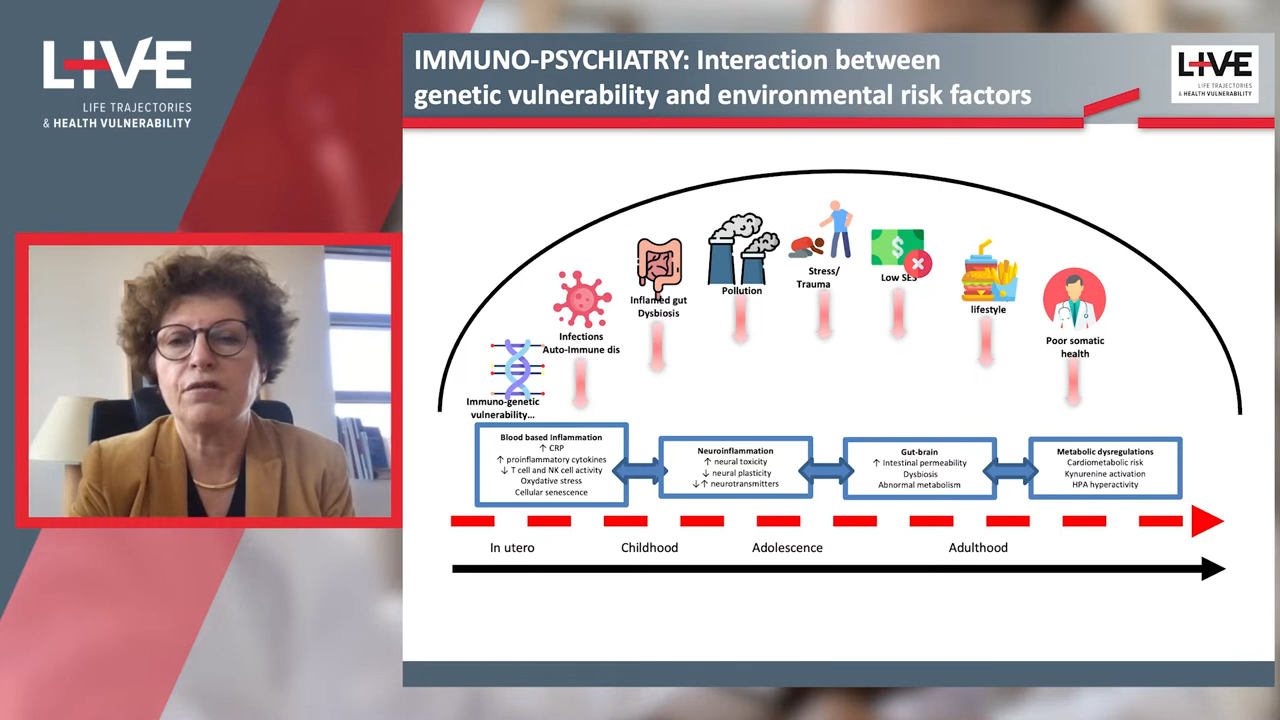 LIVE
LIFE TRAJECTORIES
& HEALTH VULNERABILITY
IMMUNO-PSYCHIATRY: Interaction between
genetic vulnerability and environmental risk factors
LIVE
LIFE TRAJECTORIES
& HEALTH VULNERABILITY
Immuno-genetic
vulnerability...
Infections
Auto-Immune dis
Inflamed gut
Dysbiosis
Pollution
Stress/
Trauma
$
Low SES
lifestyle
Poor somatic
health
Blood based Inflammation
↑ CRP
↑ proinflammatory cytokines
↓ T cell and NK cell activity
Oxydative stress
Cellular senescence
Neuroinflammation
↑ neural toxicity
↓ neural plasticity
↓↑ neurotransmitters
Gut-brain
↑ Intestinal permeability
Dysbiosis
Abnormal metabolism
Metabolic dysregulations
Cardiometabolic risk
Kynurenine activation
HPA hyperactivity
In utero
Childhood
Adolescence
Adulthood